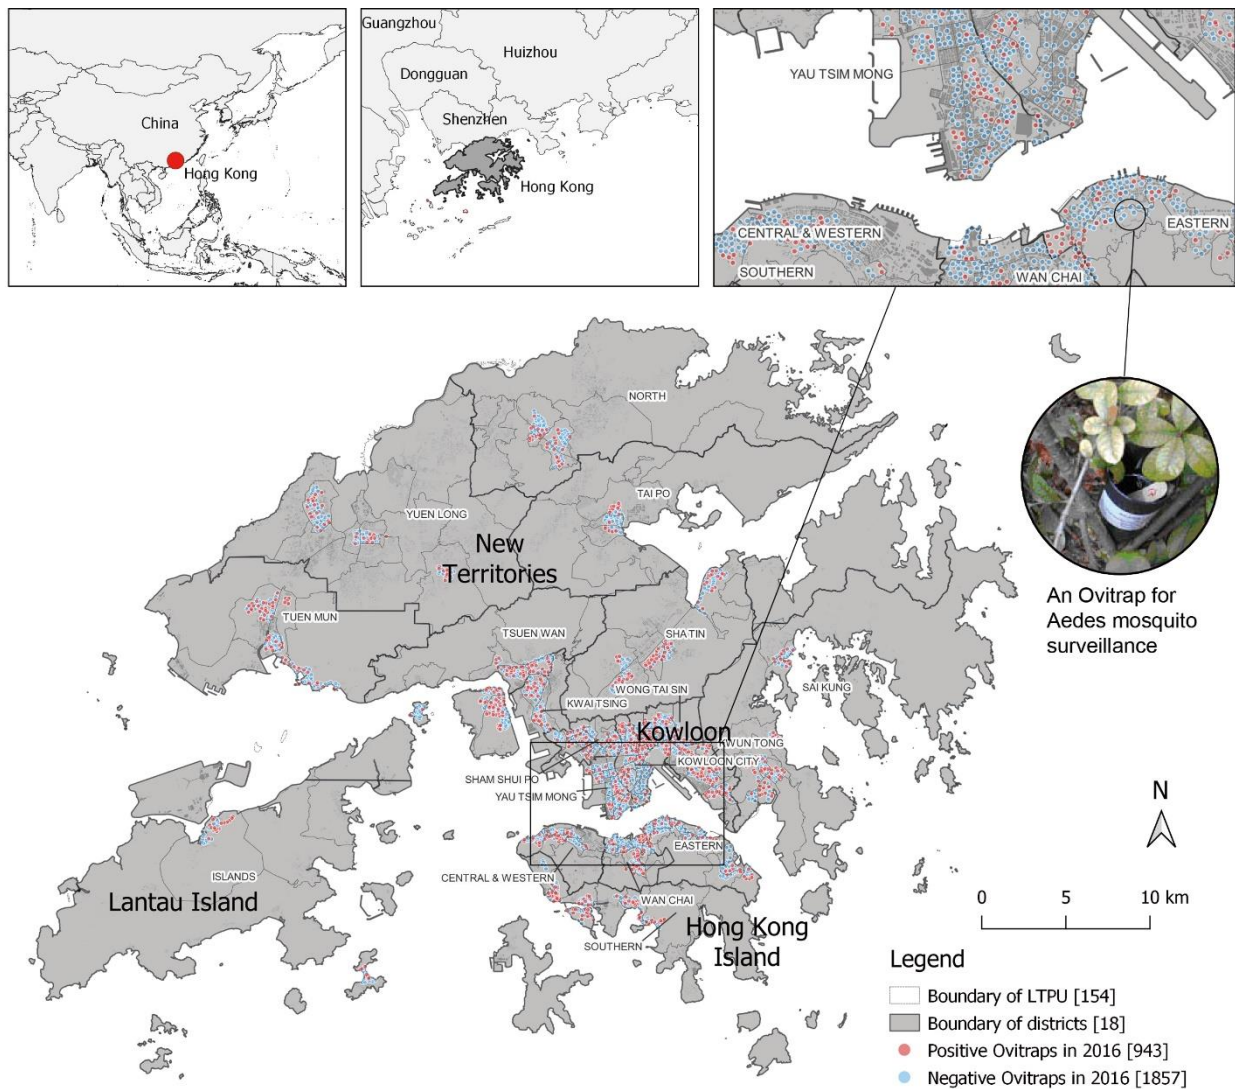 China
Hong Kong
Guangzhou
Huizhou
Dongguan
Shenzhen
Hong Kong
YAU TSIM MONG
CENTRAL & WESTERN
EASTERN
SOUTHERN
WAN CHAI
NORTH
TAI PO
YUEN LONG
New
Territories
TUEN MUN
TSUEN WAN
SHA TIN
WONG TAI SIN
SAI KUNG
KWAI TSING
Kowloon
KWUN TONG
KOWLOON CITY
SHAM SHUI PO
YAU TSIM MONG
EASTERN
ISLANDS
CENTRAL & WESTERN
Lantau Island
WAN CHAI
Hong Kong
Island
SOUTHERN
An Ovitrap for
Aedes mosquito
surveillance
N
0 5 10 km
Legend
Boundary of LTPU [154]
Boundary of districts [18]
Positive Ovitraps in 2016 [943]
Negative Ovitraps in 2016 [1857]